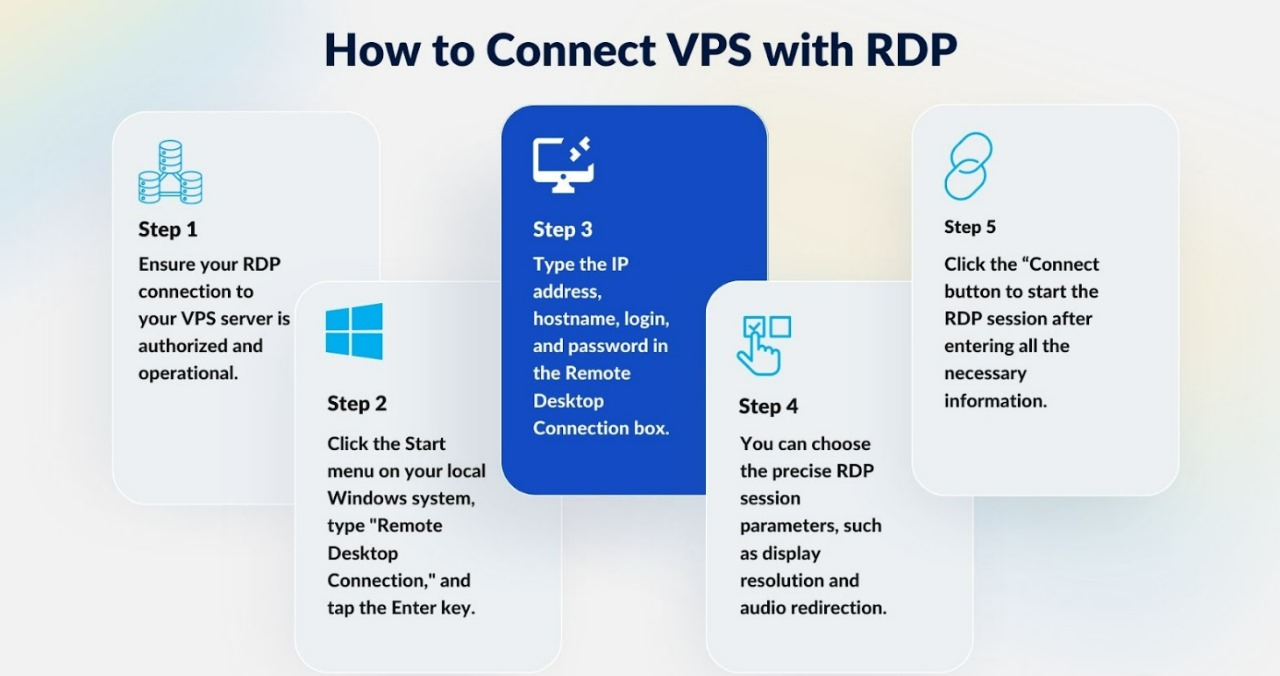 How to Connect VPS with RDP
Step 1
Ensure your RDP
connection to
your VPS server is
authorized and
operational.
Step 2
Click the Start
menu on your local
Windows system,
type "Remote
Desktop
Connection," and
tap the Enter key.
Step 3
Type the IP
address,
hostname, login,
and password in
the Remote
Desktop
Connection box.
Step 4
You can choose
the precise RDP
session
parameters, such
as display
resolution and
audio redirection.
Step 5
Click the “Connect
button to start the
RDP session after
entering all the
necessary
information.